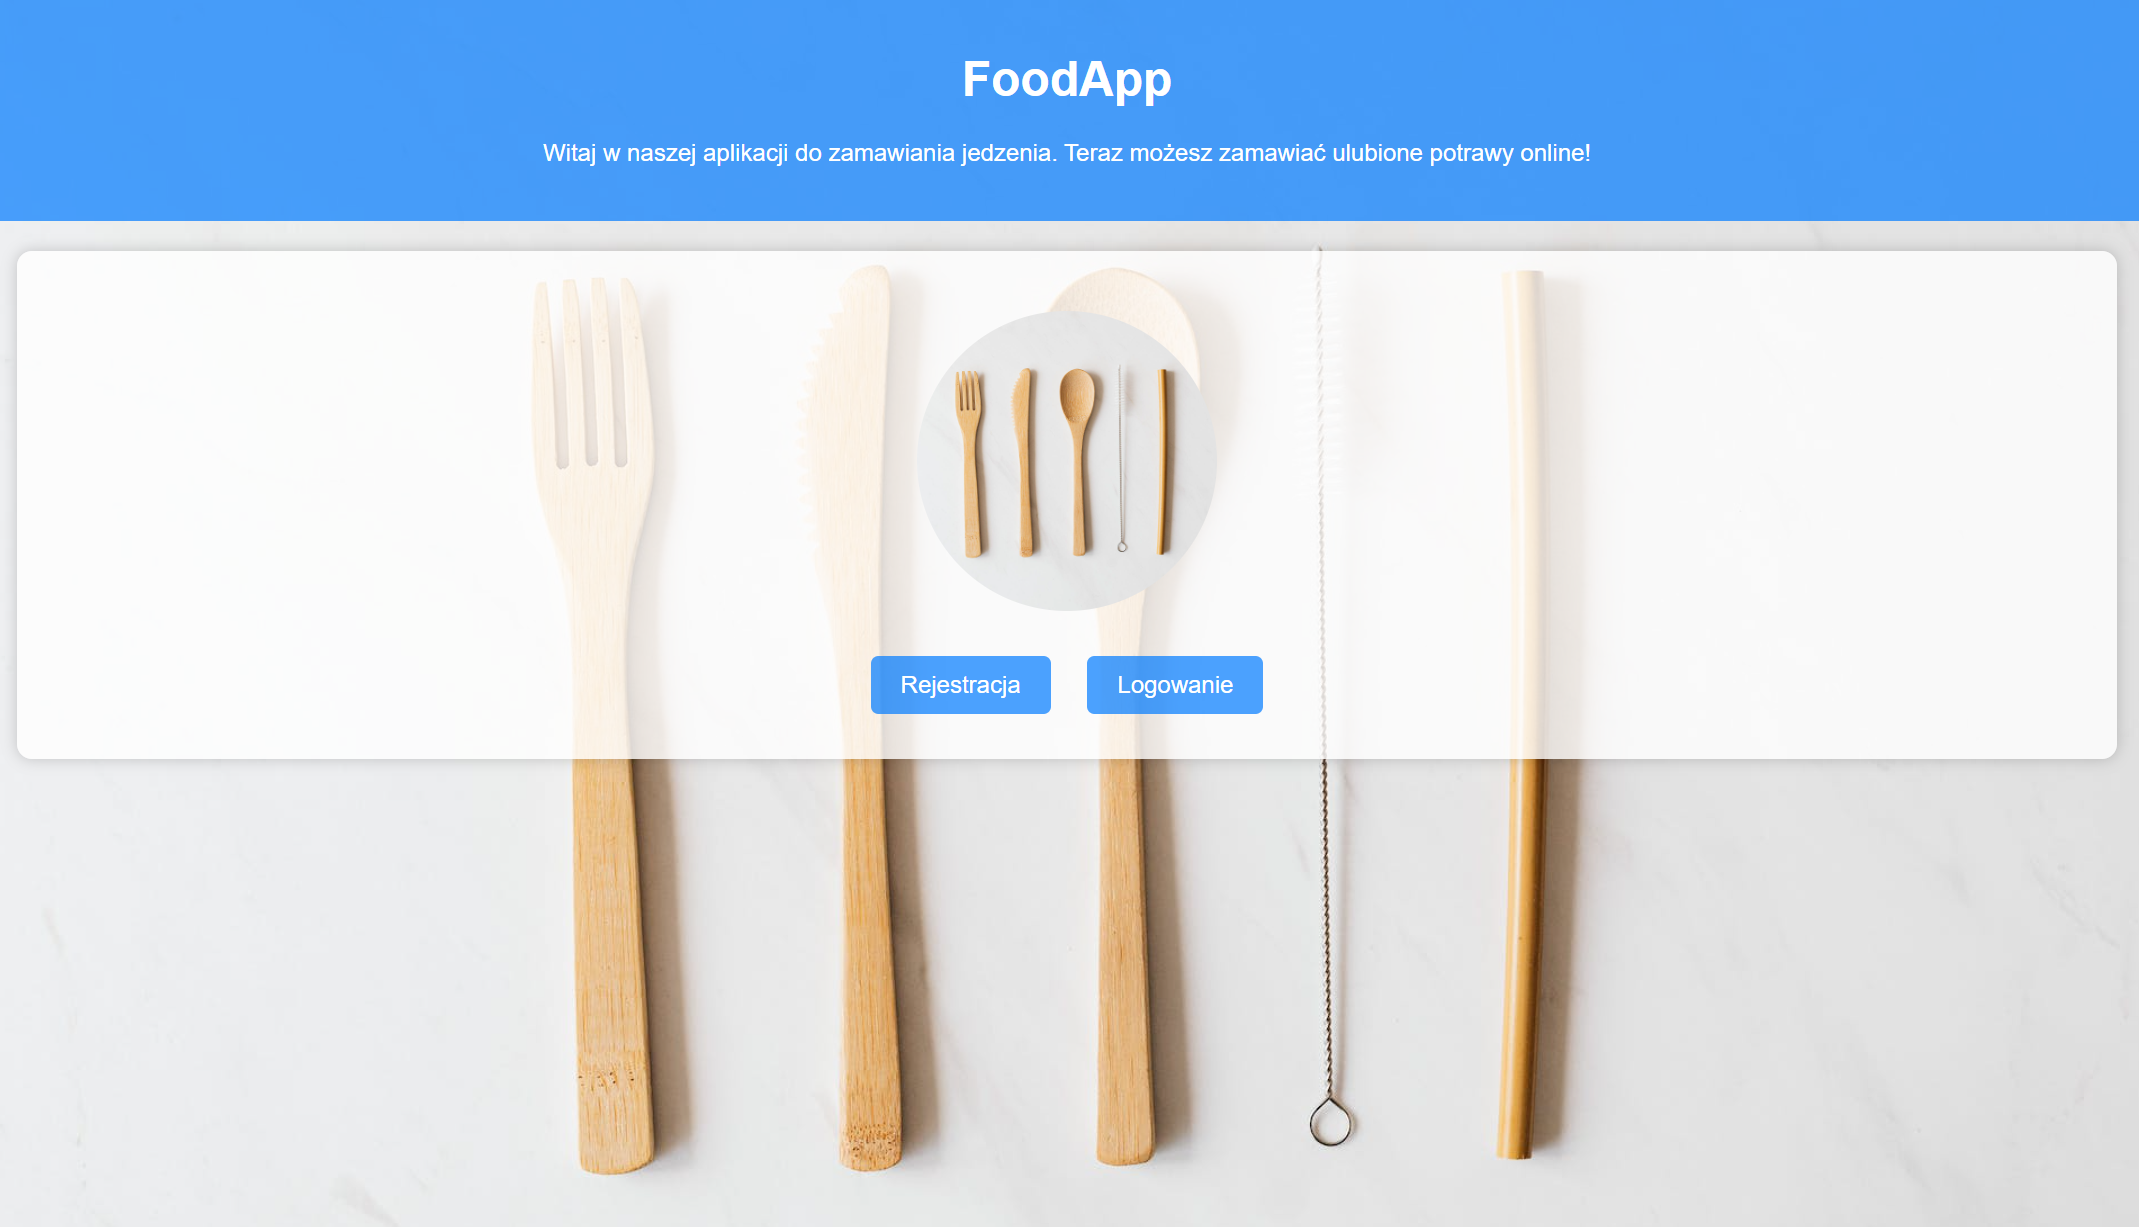 FoodApp
Witaj w naszej aplikacji do zamawiania jedzenia. Teraz możesz zamawiać ulubione potrawy online!
Rejestracja
Logowanie